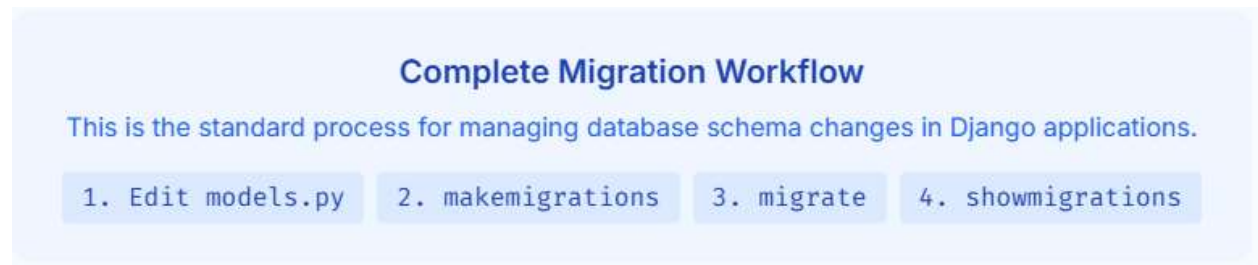 Complete Migration Workflow
This is the standard process for managing database schema changes in Django applications.
1. Edit models.py 2. makemigrations 3. migrate 4. showmigrations